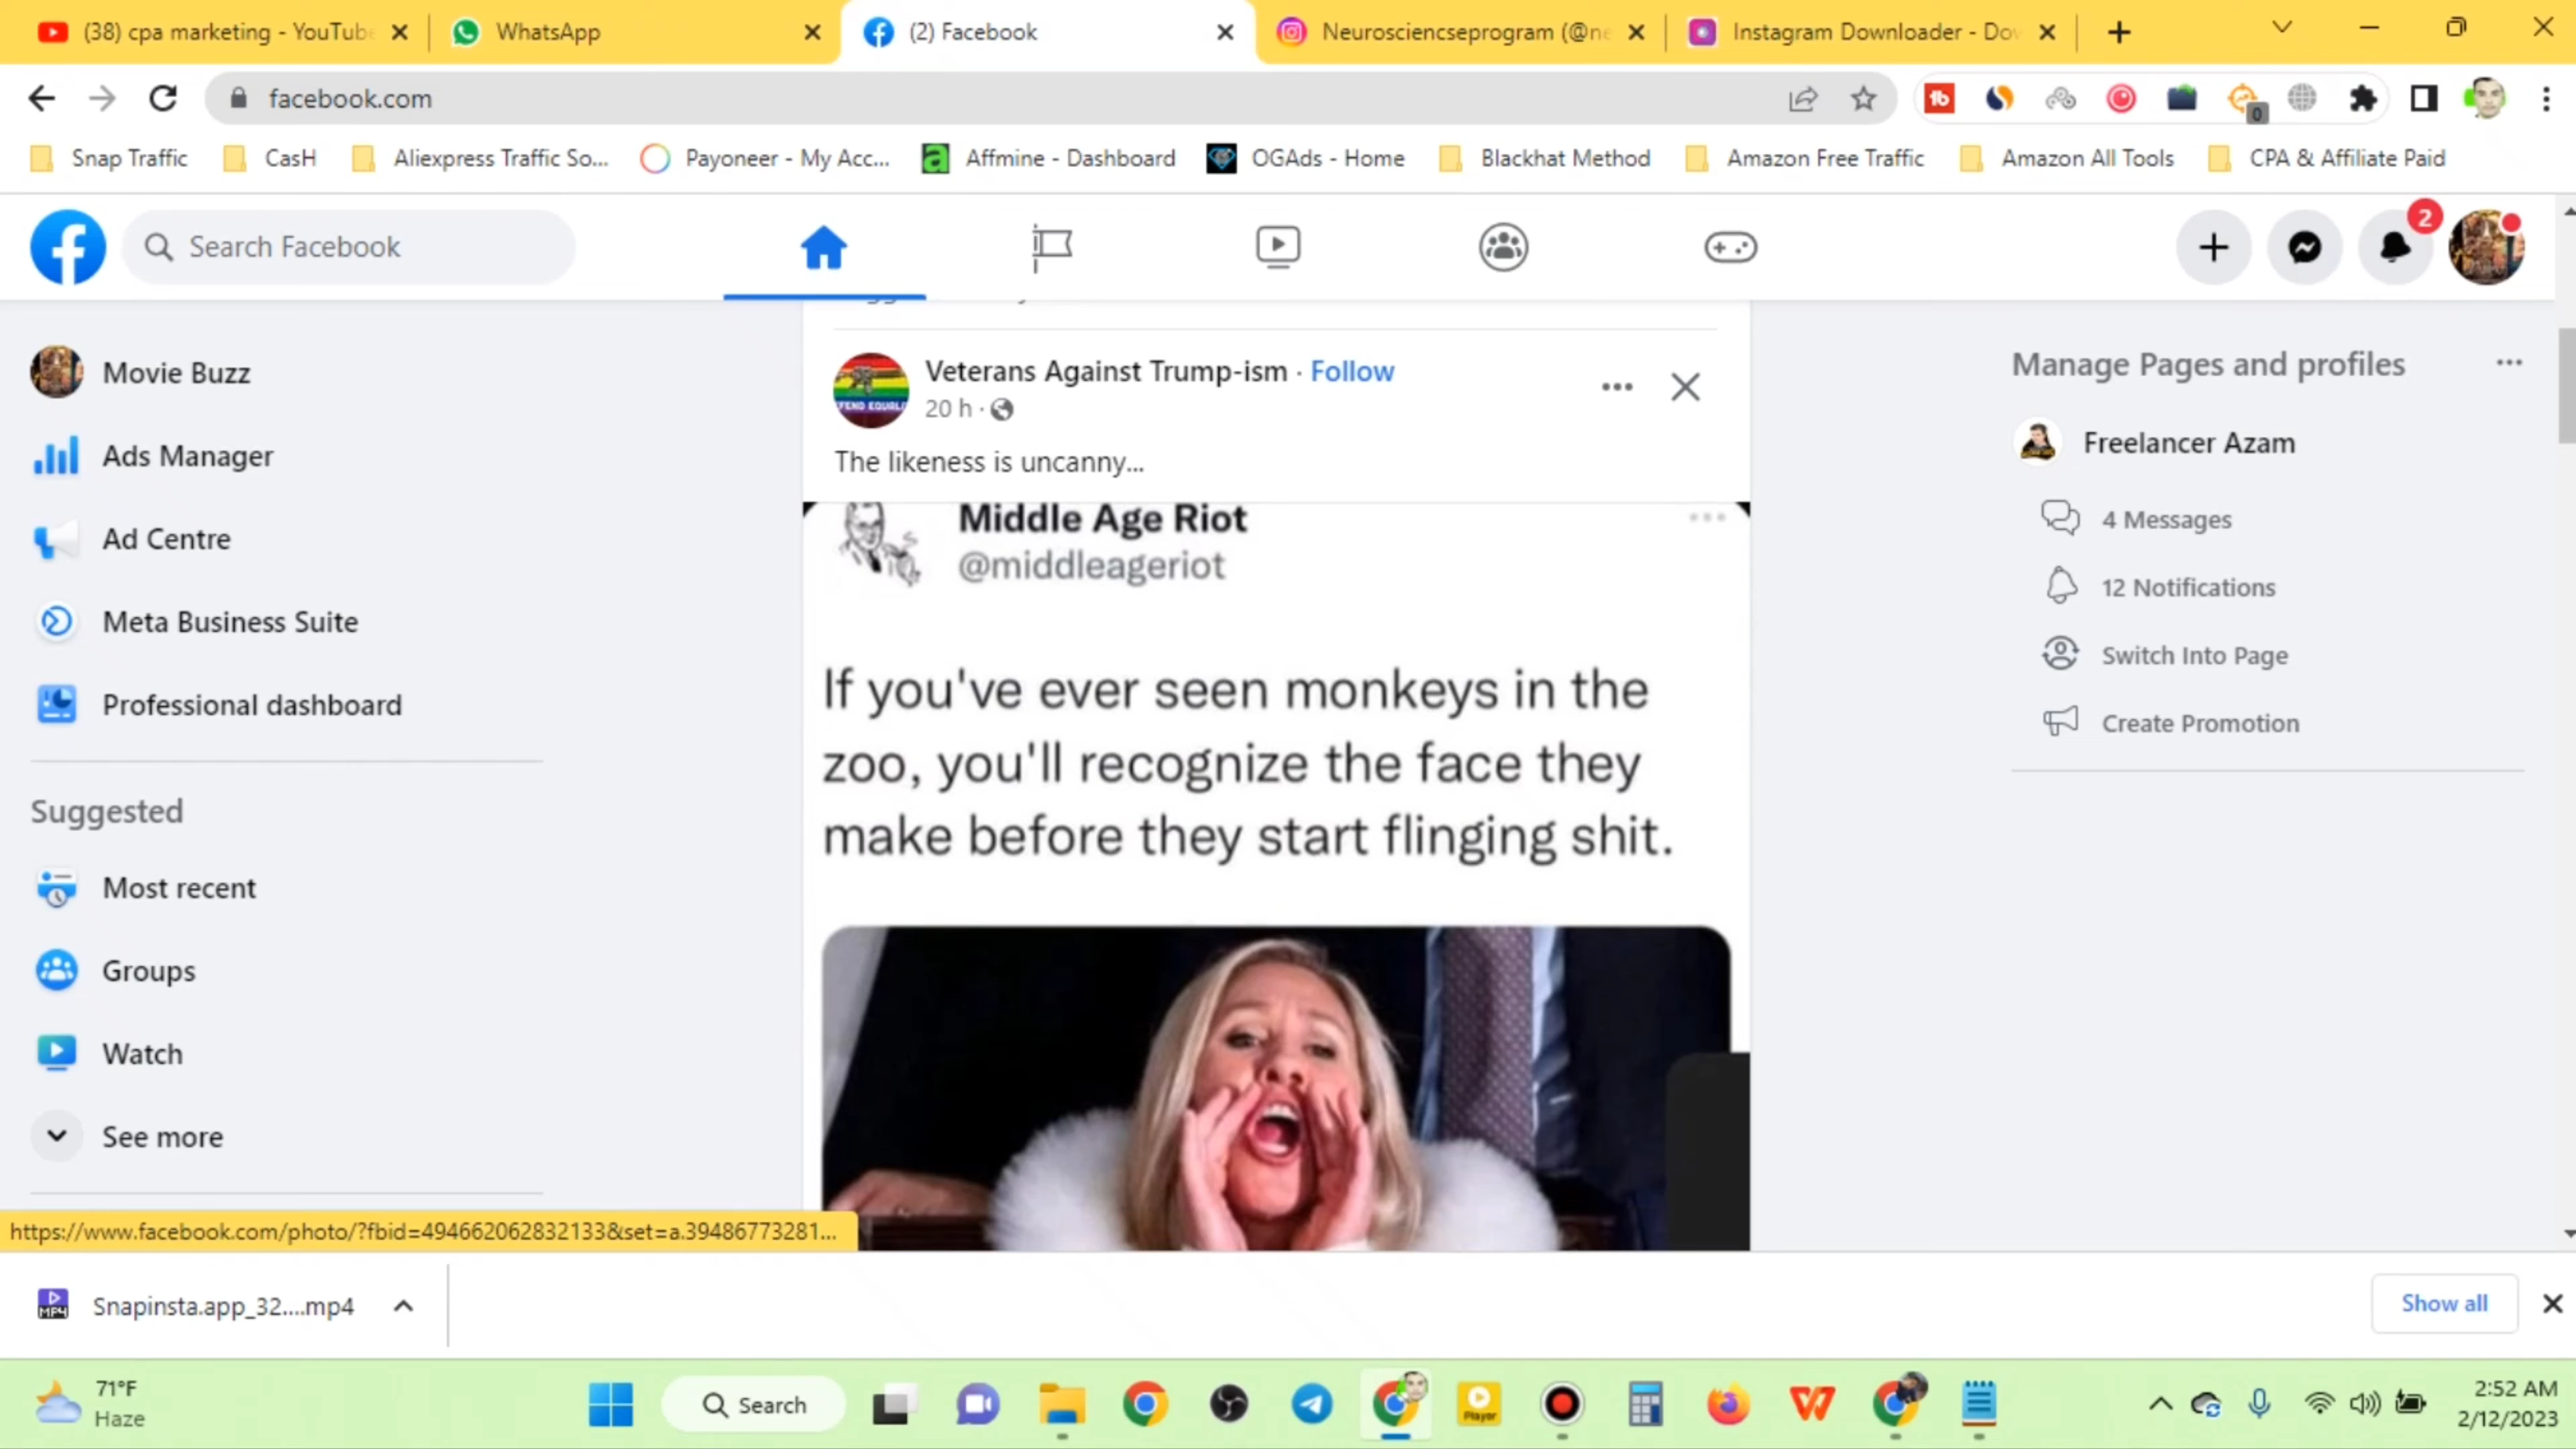 (38) cpa marketing - YouTube
WhatsApp
(2) Facebook
Neurosciencseprogram (@ne
Instagram Downloader - Do
facebook.com
0
Snap Traffic
CasH
Aliexpress Traffic So...
Payoneer - My Acc...
Affmine - Dashboard
OGAds - Home
Blackhat Method
Amazon Free Traffic
Amazon All Tools
CPA & Affiliate Paid
Search Facebook
2
Movie Buzz
Ads Manager
Ad Centre
Meta Business Suite
Professional dashboard
Suggested
Most recent
Groups
Watch
See more
Veterans Against Trump-ism · Follow
20 h ·
The likeness is uncanny...
Middle Age Riot
@middleageriot
If you've ever seen monkeys in the
zoo, you'll recognize the face they
make before they start flinging shit.
Manage Pages and profiles
Freelancer Azam
4 Messages
12 Notifications
Switch Into Page
Create Promotion
https://www.facebook.com/photo/?fbid=494662062832133&set=a.39486773281...
MP4
Snapinsta.app_32....mp4
Show all
71°F
Haze
Search
Player
2:52 AM
2/12/2023